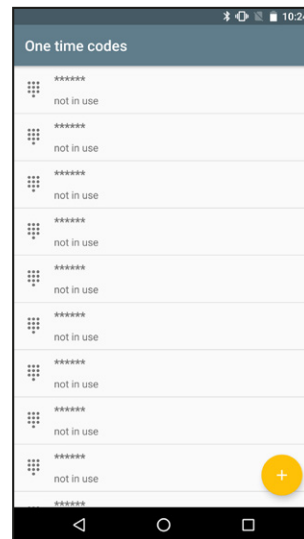 10:24
One time codes
******
not in use
******
not in use
******
not in use
******
not in use
******
not in use
******
not in use
******
not in use
******
not in use
******
not in use
******